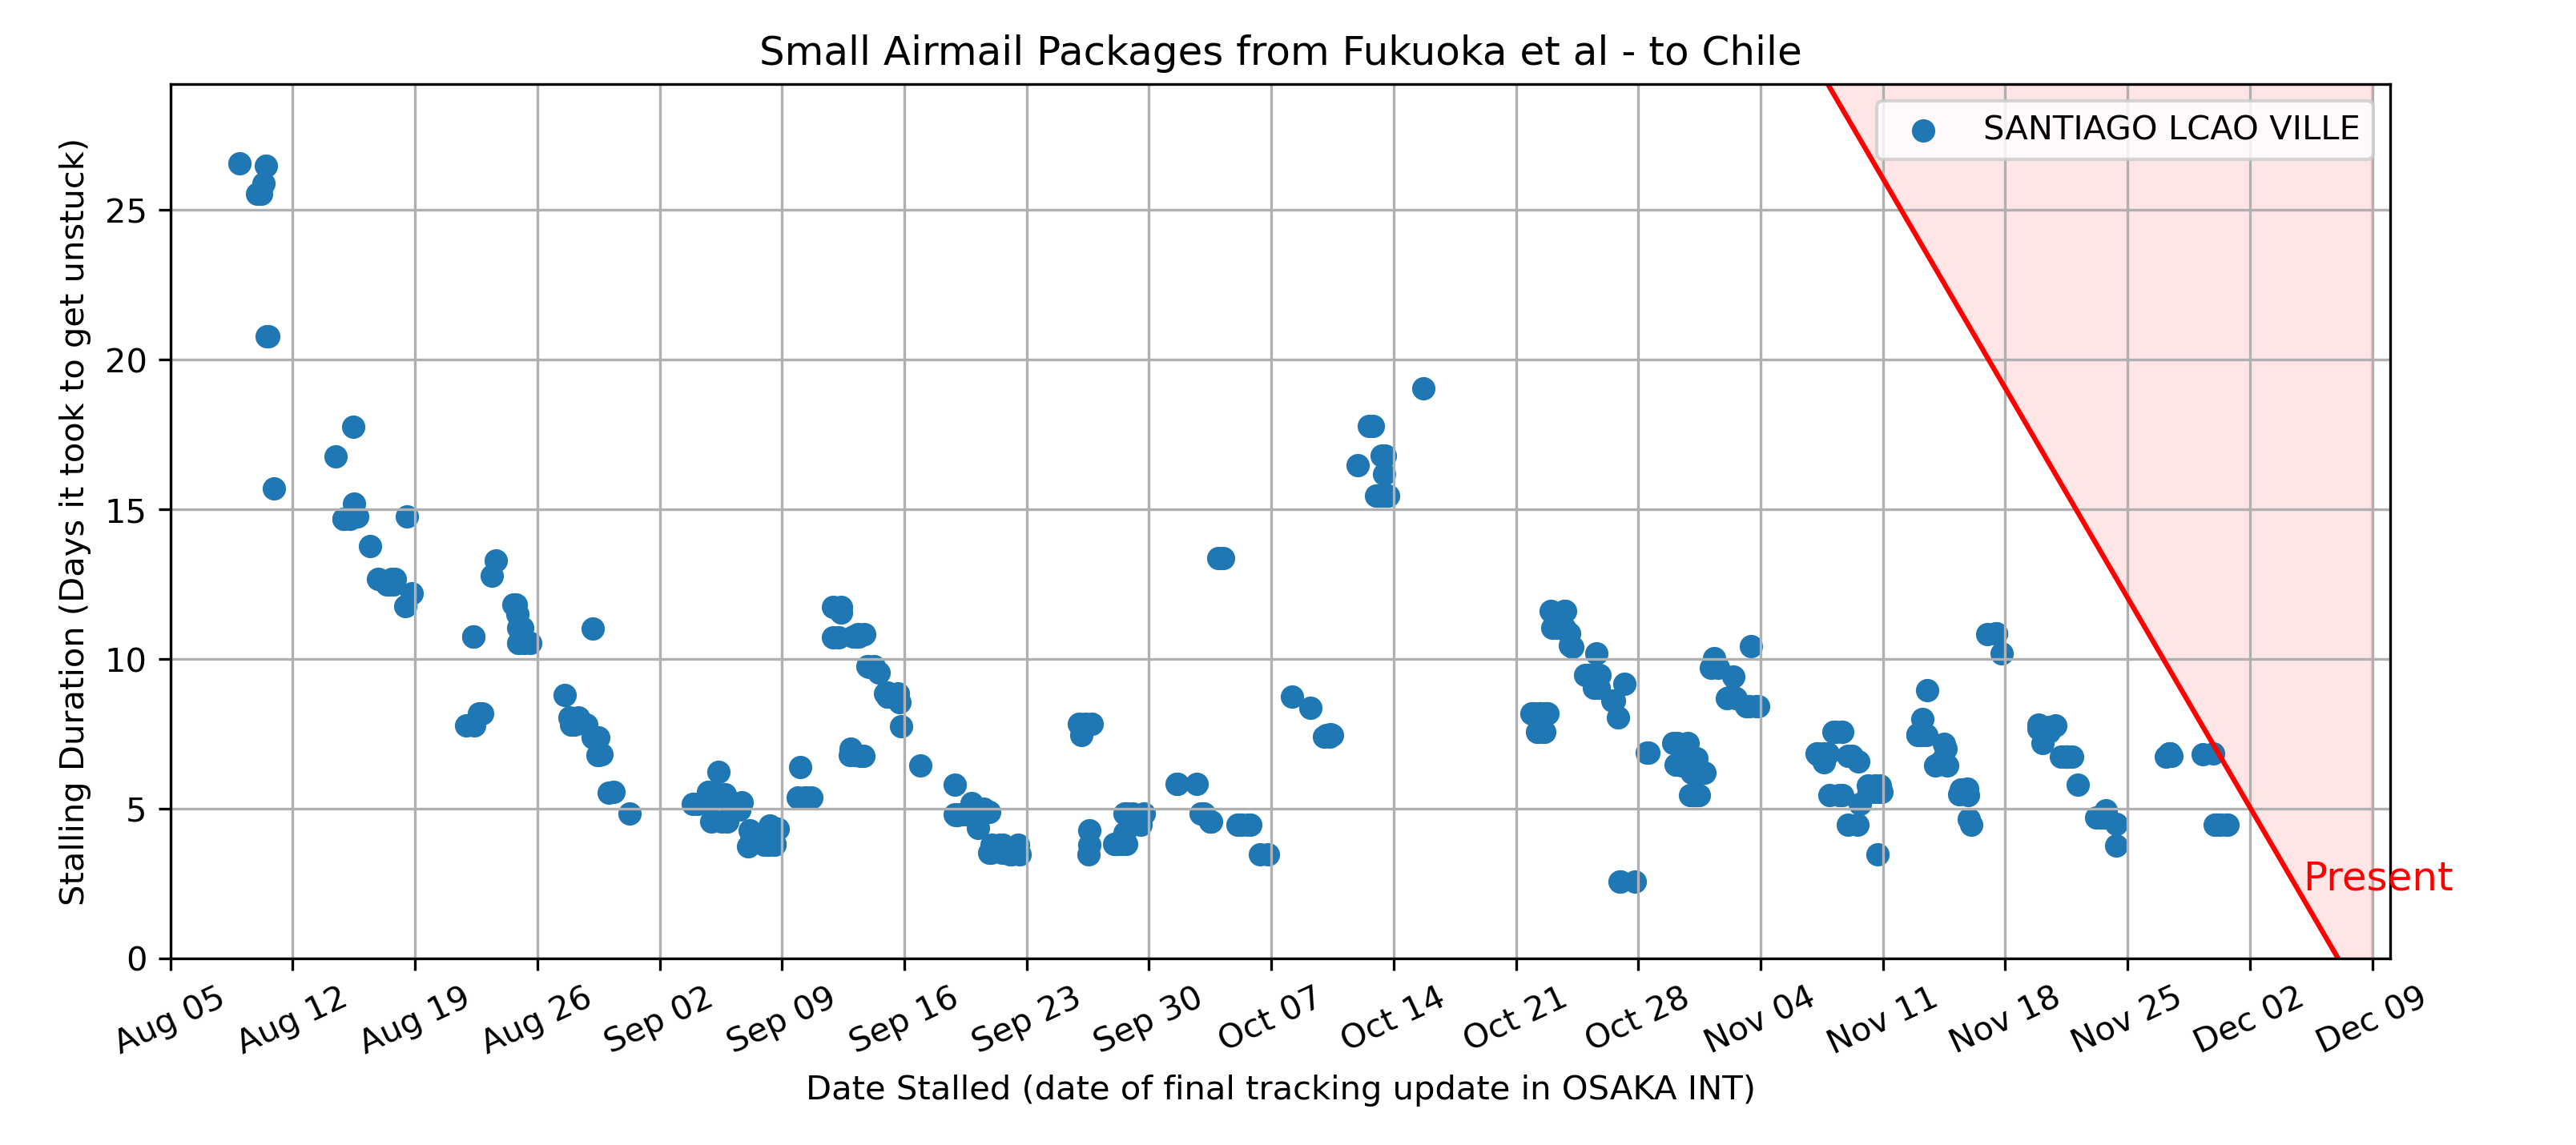 Small Airmail Packages from Fukuoka et al - to Chile
SANTIAGO LCAO VILLE
Stalling Duration (Days it took to get unstuck)
25
20
15
10
5
0
Present
Aug 05 Aug 12 Aug 19 Aug 26 Sep 02 Sep 09 Sep 16 Sep 23 Sep 30 Oct 07 Oct 14 Oct 21 Oct 28 Nov 04 Nov 11 Nov 18 Nov 25 Dec 02 Dec 09
Date Stalled (date of final tracking update in OSAKA INT)